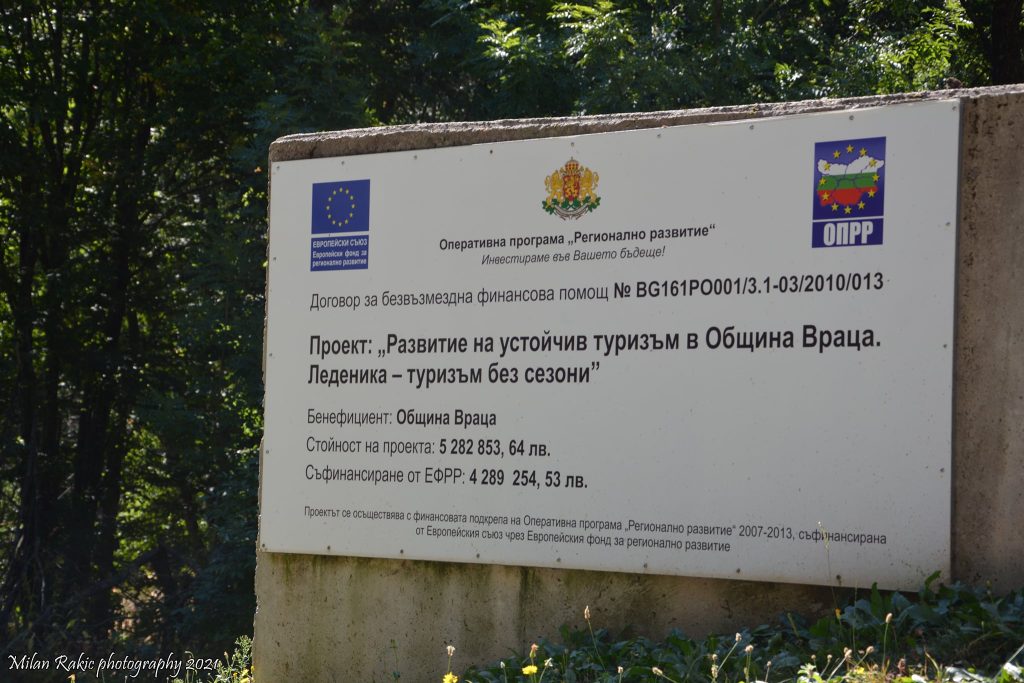 ЕВРОПЕЙСКИ СЪЮЗ
Европейски фонд за
регионално развитие
Оперативна програма „Регионално развитие“
Инвестираме във Вашето бъдеще!
ОПРР
Договор за безвъзмездна финансова помощ № BG161PO001/3.1-03/2010/013
Проект: „Развитие на устойчив туризъм в Община Враца.
Леденика – туризъм без сезони”
Бенефициент: Община Враца
Стойност на проекта: 5 282 853, 64 лв.
Съфинансиране от ЕФРР: 4 289 254, 53 лв.
Проектът се осъществява с финансовата подкрепа на Оперативна програма „Регионално развитие“ 2007-2013, съфинансирана
от Европейския съюз чрез Европейския фонд за регионално развитие
Milan Rakic photography 2021